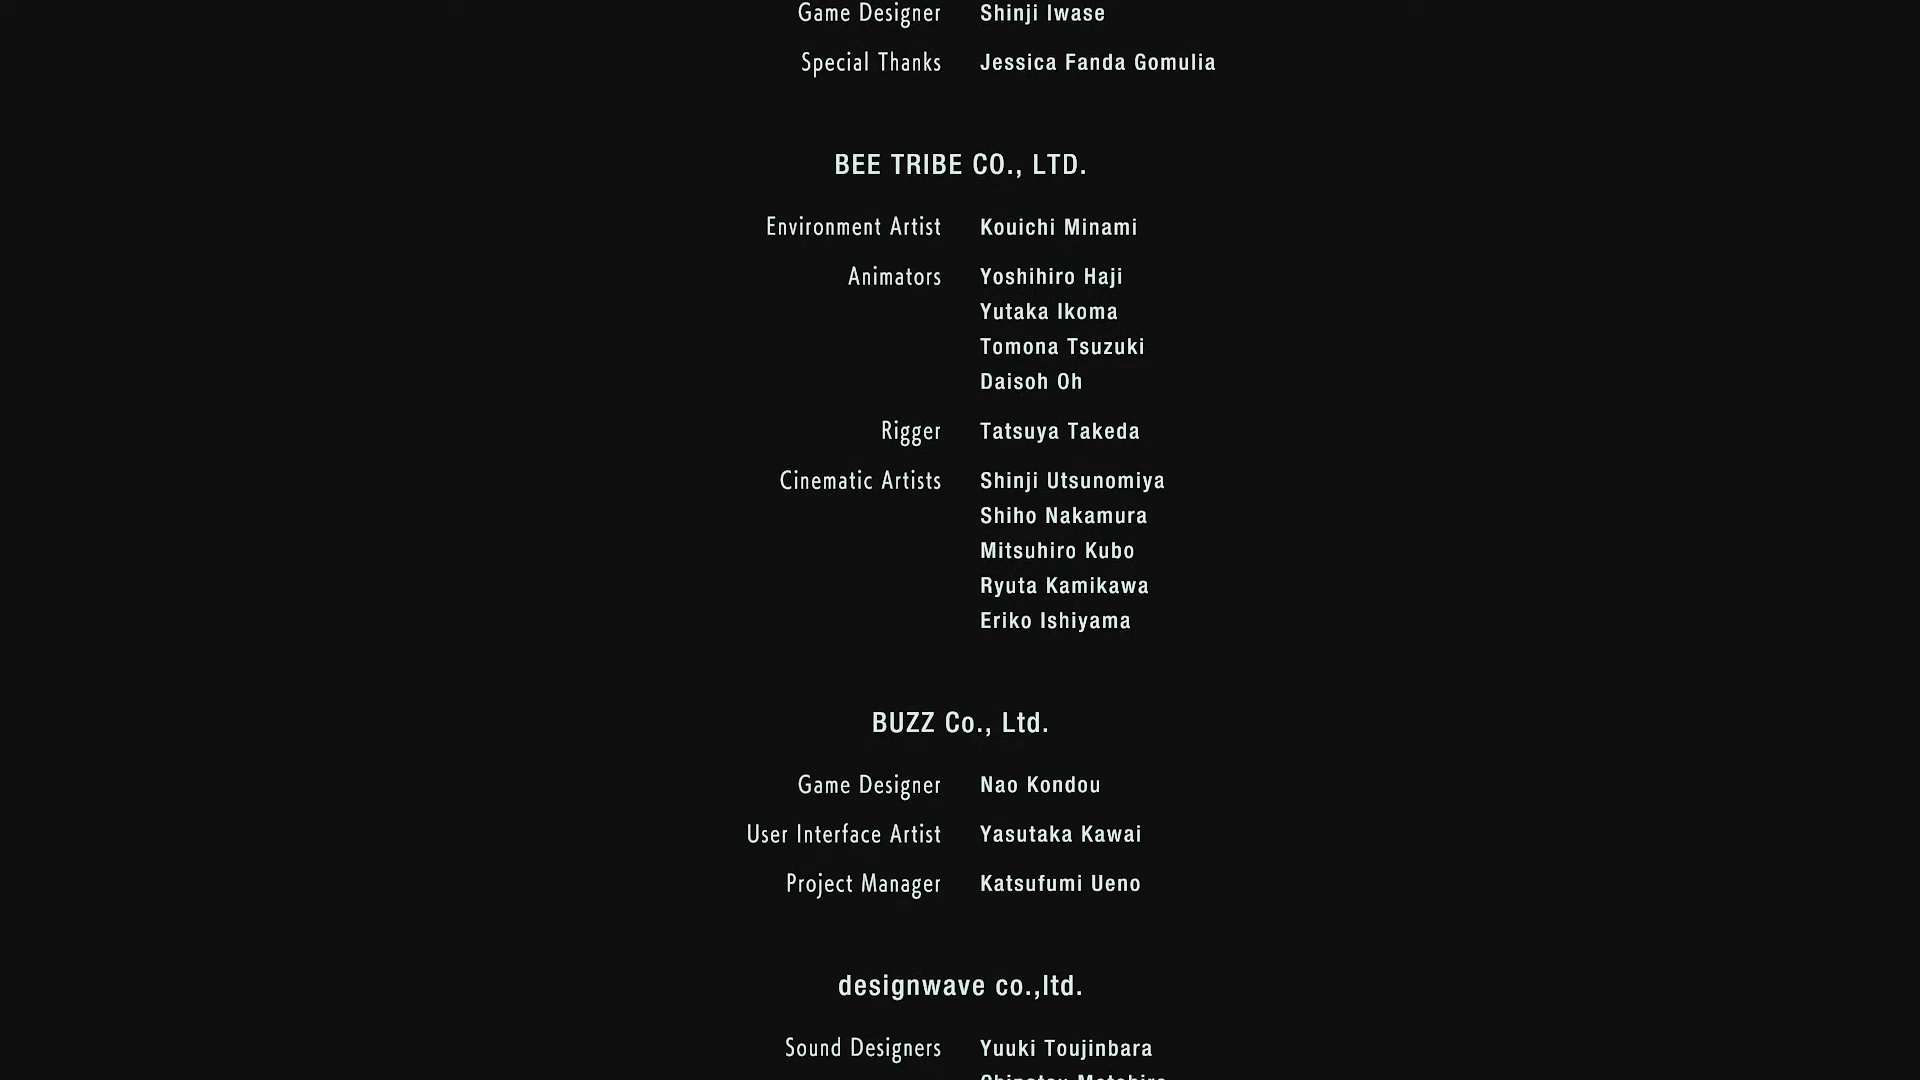 Game Designer Shinji Iwase
Special Thanks Jessica Fanda Gomulia
BEE TRIBE CO., LTD.
Environment Artist Kouichi Minami
Animators Yoshihiro Haji
Yutaka Ikoma
Tomona Tsuzuki
Daisoh Oh
Rigger Tatsuya Takeda
Cinematic Artists Shinji Utsunomiya
Shiho Nakamura
Mitsuhiro Kubo
Ryuta Kamikawa
Eriko Ishiyama
BUZZ Co., Ltd.
Game Designer Nao Kondou
User Interface Artist Yasutaka Kawai
Project Manager Katsufumi Ueno
designwave co.,ltd.
Sound Designers Yuuki Toujinbara